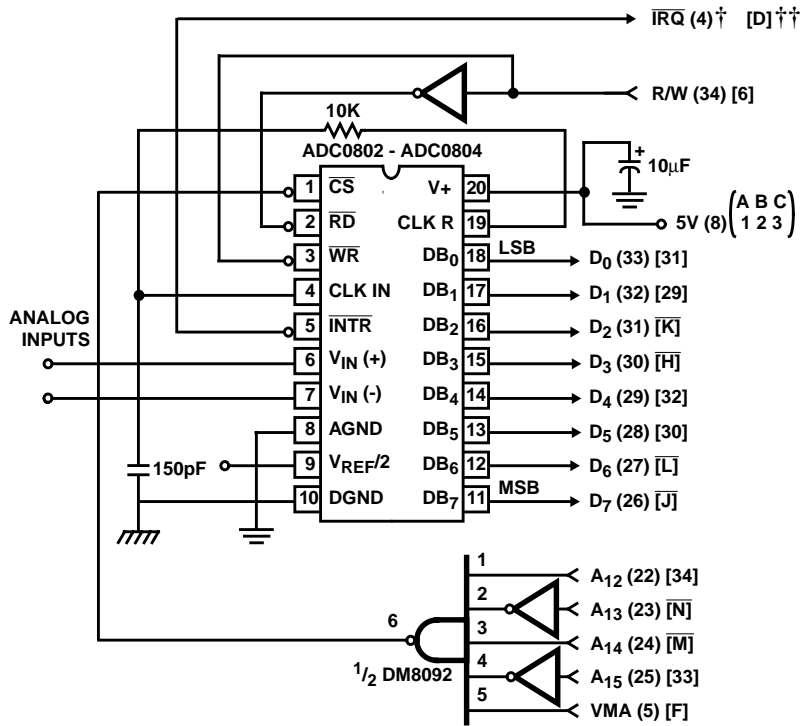 I̅R̅Q̅ (4)† [D]††
R/W (34) [6]
10K
ADC0802 - ADC0804
+
10µF
1 C̅S̅ V+ 20
5V (8) (A B C
1 2 3)
2 R̅D̅ CLK R 19
3 W̅R̅ DB0 18 LSB D0 (33) [31]
4 CLK IN DB1 17 D1 (32) [29]
ANALOG
INPUTS
5 I̅N̅T̅R̅ DB2 16 D2 (31) [K̅]
6 VIN (+) DB3 15 D3 (30) [H̅]
7 VIN (-) DB4 14 D4 (29) [32]
8 AGND DB5 13 D5 (28) [30]
150pF
9 VREF/2 DB6 12 D6 (27) [L̅]
10 DGND DB7 11 MSB D7 (26) [J̅]
1 A12 (22) [34]
2 A13 (23) [N̅]
6
3 A14 (24) [M̅]
1/2 DM8092
4 A15 (25) [33]
5 VMA (5) [F]